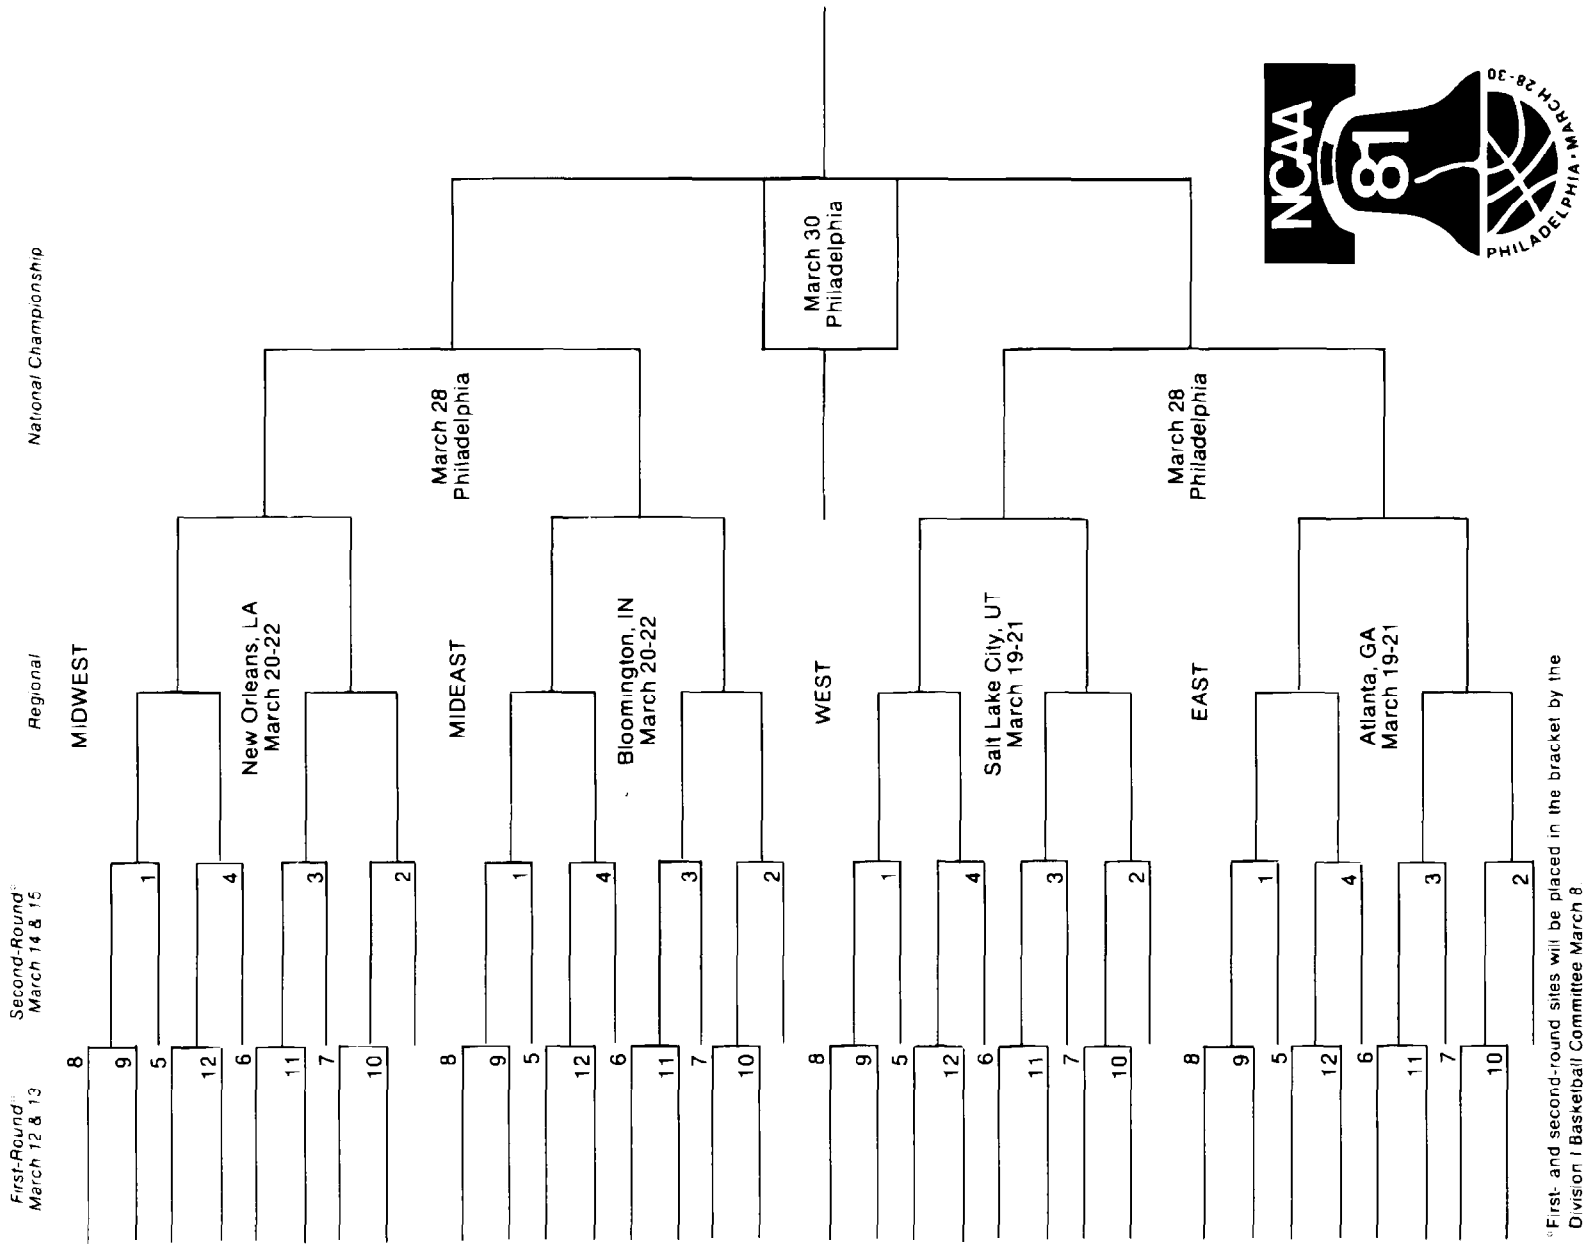 First-Round*
March 12 & 13
Second-Round*
March 14 & 15
Regional
National Championship
MIDWEST
8
9
5
12
6
11
7
10
1
4
3
2
New Orleans, LA
March 20-22
March 28
Philadelphia
MIDEAST
8
9
5
12
6
11
7
10
1
4
3
2
Bloomington, IN
March 20-22
March 30
Philadelphia
WEST
8
9
5
12
6
11
7
10
1
4
3
2
Salt Lake City, UT
March 19-21
March 28
Philadelphia
EAST
8
9
5
12
6
11
7
10
1
4
3
2
Atlanta, GA
March 19-21
NCAA
81
PHILADELPHIA • MARCH 28-30
*First- and second-round sites will be placed in the bracket by the
Division I Basketball Committee March 8.